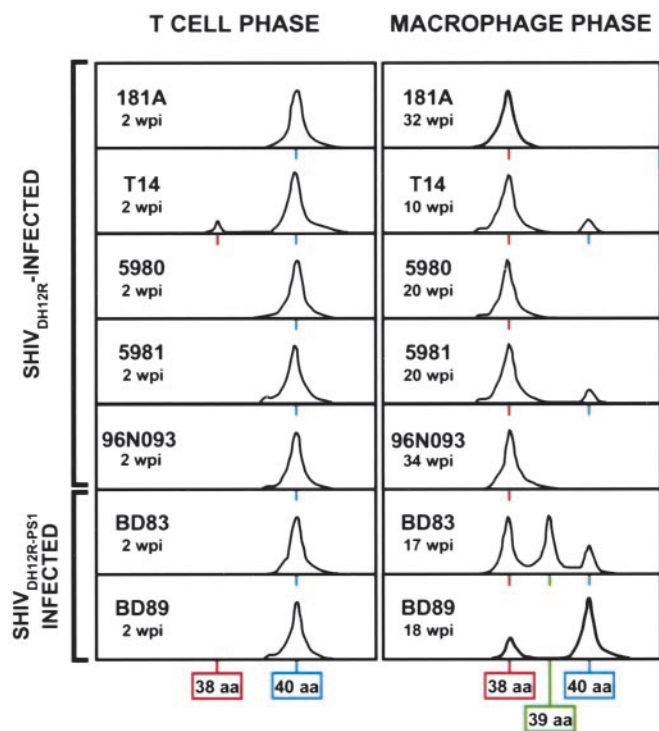 T CELL PHASE
MACROPHAGE PHASE
SHIVDH12R-INFECTED
181A
2 wpi
181A
32 wpi
T14
2 wpi
T14
10 wpi
5980
2 wpi
5980
20 wpi
5981
2 wpi
5981
20 wpi
96N093
2 wpi
96N093
34 wpi
SHIVDH12R-PS1
INFECTED
BD83
2 wpi
BD83
17 wpi
BD89
2 wpi
BD89
18 wpi
38 aa
40 aa
38 aa
40 aa
39 aa